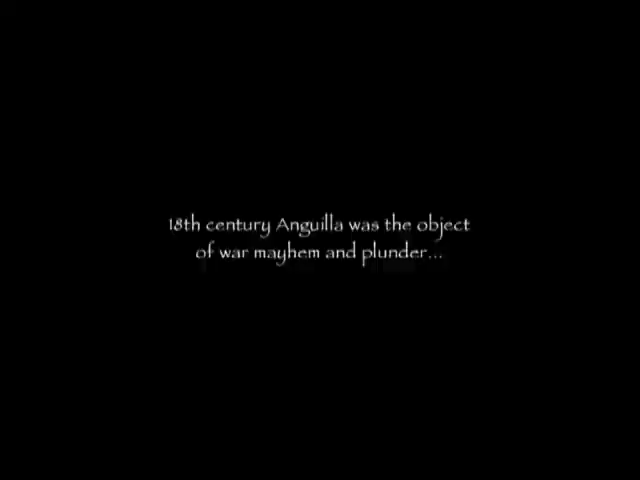 18th century Anguilla was the object
of war mayhem and plunder...